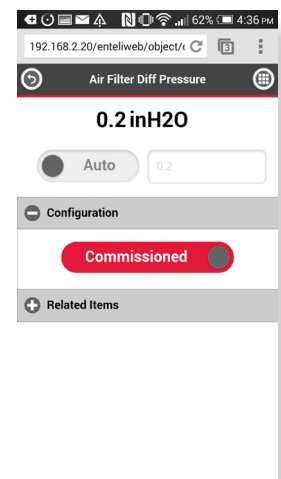 62% 4:36 PM
192.168.2.20/enteliweb/object/ 3
Air Filter Diff Pressure
0.2 inH2O
Auto 0.2
Configuration
Commissioned
Related Items